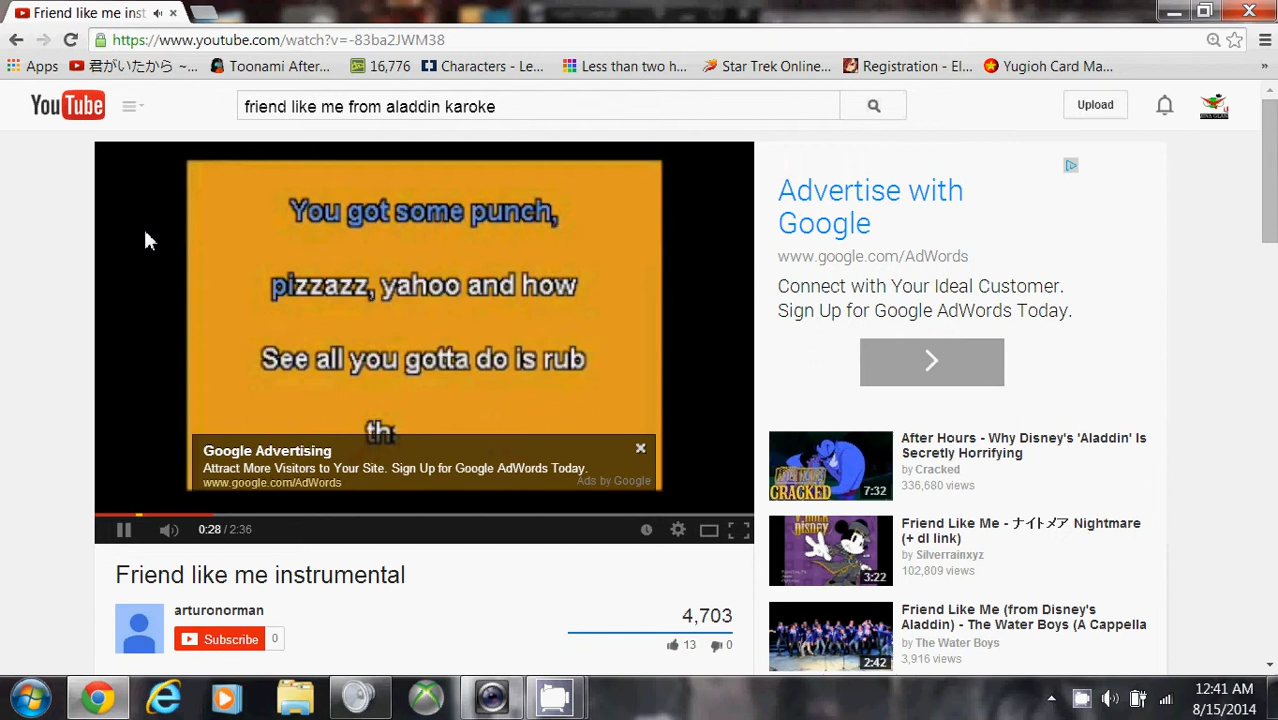 Friend like me inst
https://www.youtube.com/watch?v=-83ba2JWM38
Apps 君がいたから ~... Toonami After... 16,776 Characters - Le... Less than two h... Star Trek Online... Registration - El... Yugioh Card Ma... »
YouTube
friend like me from aladdin karoke
Upload
You got some punch,
pizzazz, yahoo and how
See all you gotta do is rub
Google Advertising
Attract More Visitors to Your Site. Sign Up for Google AdWords Today.
www.google.com/AdWords
Ads by Google
0:28 / 2:36
Friend like me instrumental
arturonorman
Subscribe 0
4,703
13 0
Advertise with
Google
www.google.com/AdWords
Connect with Your Ideal Customer.
Sign Up for Google AdWords Today.
After Hours - Why Disney's 'Aladdin' Is
Secretly Horrifying
by Cracked
336,680 views
AFTER HOURS
CRACKED
7:32
Friend Like Me - ナイトメア Nightmare
(+ dl link)
by Silverrainxyz
102,809 views
V-ROCK
DISNEY
3:22
Friend Like Me (from Disney's
Aladdin) - The Water Boys (A Cappella
by The Water Boys
3,916 views
2:42
12:41 AM
8/15/2014